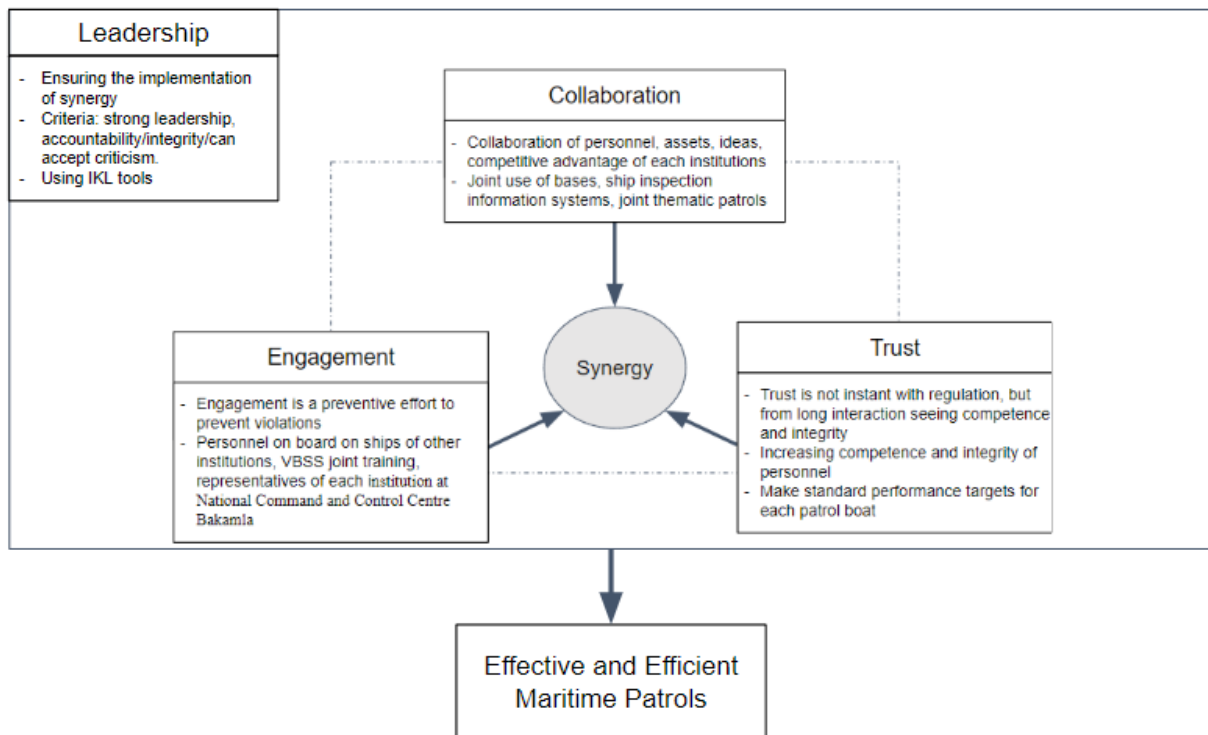 Leadership
- Ensuring the implementation
of synergy
- Criteria: strong leadership,
accountability/integrity/can
accept criticism.
- Using IKL tools
Collaboration
- Collaboration of personnel, assets, ideas,
competitive advantage of each institutions
- Joint use of bases, ship inspection
information systems, joint thematic patrols
Engagement
- Engagement is a preventive effort to
prevent violations
- Personnel on board on ships of other
institutions, VBSS joint training,
representatives of each institution at
National Command and Control Centre
Bakamla
Synergy
Trust
- Trust is not instant with regulation, but
from long interaction seeing competence
and integrity
- Increasing competence and integrity of
personnel
- Make standard performance targets for
each patrol boat
Effective and Efficient
Maritime Patrols